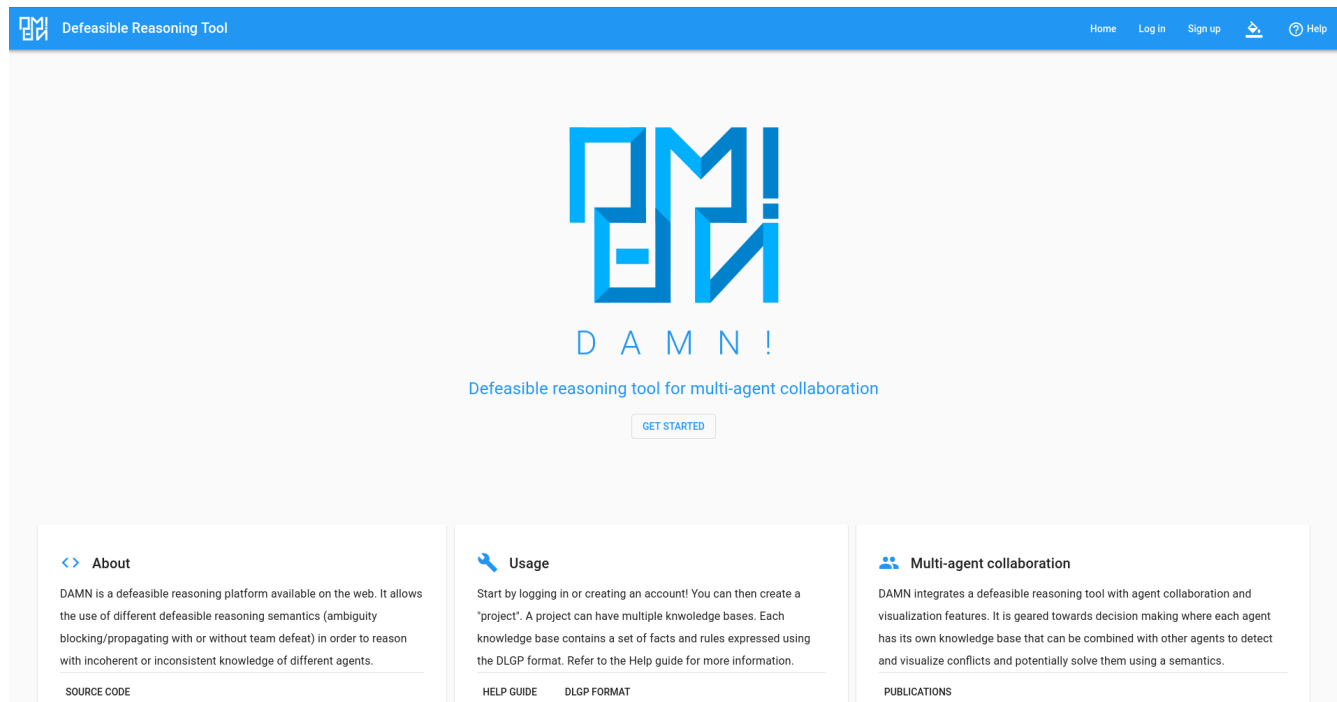 Defeasible Reasoning Tool
Home Log in Sign up Help
DAMN!
Defeasible reasoning tool for multi-agent collaboration
GET STARTED
About
DAMN is a defeasible reasoning platform available on the web. It allows
the use of different defeasible reasoning semantics (ambiguity
blocking/propagating with or without team defeat) in order to reason
with incoherent or inconsistent knowledge of different agents.
SOURCE CODE
Usage
Start by logging in or creating an account! You can then create a
"project". A project can have multiple knwoledge bases. Each
knowledge base contains a set of facts and rules expressed using
the DLGP format. Refer to the Help guide for more information.
HELP GUIDE DLGP FORMAT
Multi-agent collaboration
DAMN integrates a defeasible reasoning tool with agent collaboration and
visualization features. It is geared towards decision making where each agent
has its own knowledge base that can be combined with other agents to detect
and visualize conflicts and potentially solve them using a semantics.
PUBLICATIONS